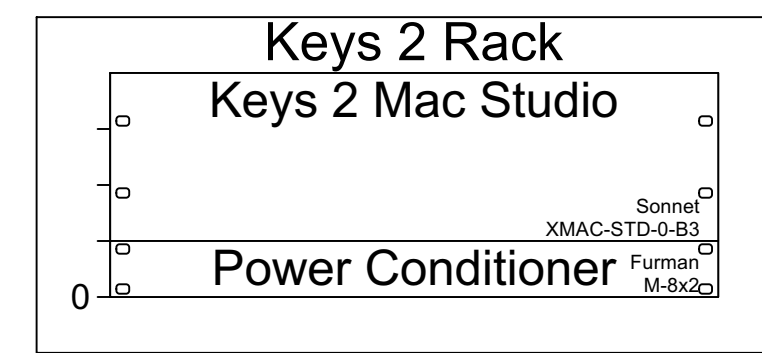 Keys 2 Rack
Keys 2 Mac Studio
Sonnet
XMAC-STD-0-B3
Power Conditioner
Furman
M-8x2
0